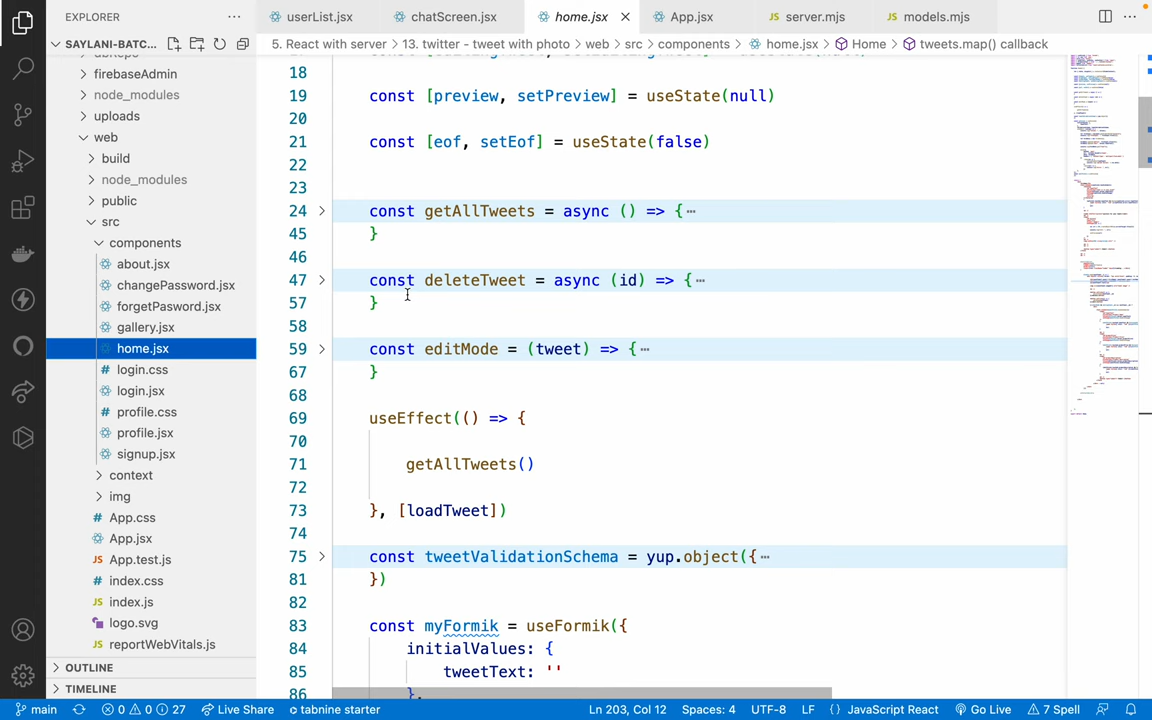 EXPLORER
userList.jsx
chatScreen.jsx
home.jsx
App.jsx
JS server.mjs
JS models.mjs
SAYLANI-BATC...
5. React with server > 13. twitter - tweet with photo > web > src > components > home.jsx > Home > tweets.map() callback
firebaseAdmin
node_modules
uploads
web
build
node_modules
public
src
components
about.jsx
changePassword.jsx
forgetPasword.jsx
gallery.jsx
home.jsx
login.css
login.jsx
profile.css
profile.jsx
signup.jsx
context
img
# App.css
App.jsx
JS App.test.js
# index.css
JS index.js
logo.svg
JS reportWebVitals.js
OUTLINE
TIMELINE
18
19 const [preview, setPreview] = useState(null)
20
21 const [eof, setEof] = useState(false)
22
23
24 const getAllTweets = async () => {…
45 }
46
47 const deleteTweet = async (id) => {…
57 }
58
59 const editMode = (tweet) => {…
67 }
68
69 useEffect(() => {
70
71 getAllTweets()
72
73 }, [loadTweet])
74
75 const tweetValidationSchema = yup.object({…
81 })
82
83 const myFormik = useFormik({
84 initialValues: {
85 tweetText: ''
86 },
main 0 0 27 Live Share tabnine starter Ln 203, Col 12 Spaces: 4 UTF-8 LF {} JavaScript React Go Live 7 Spell